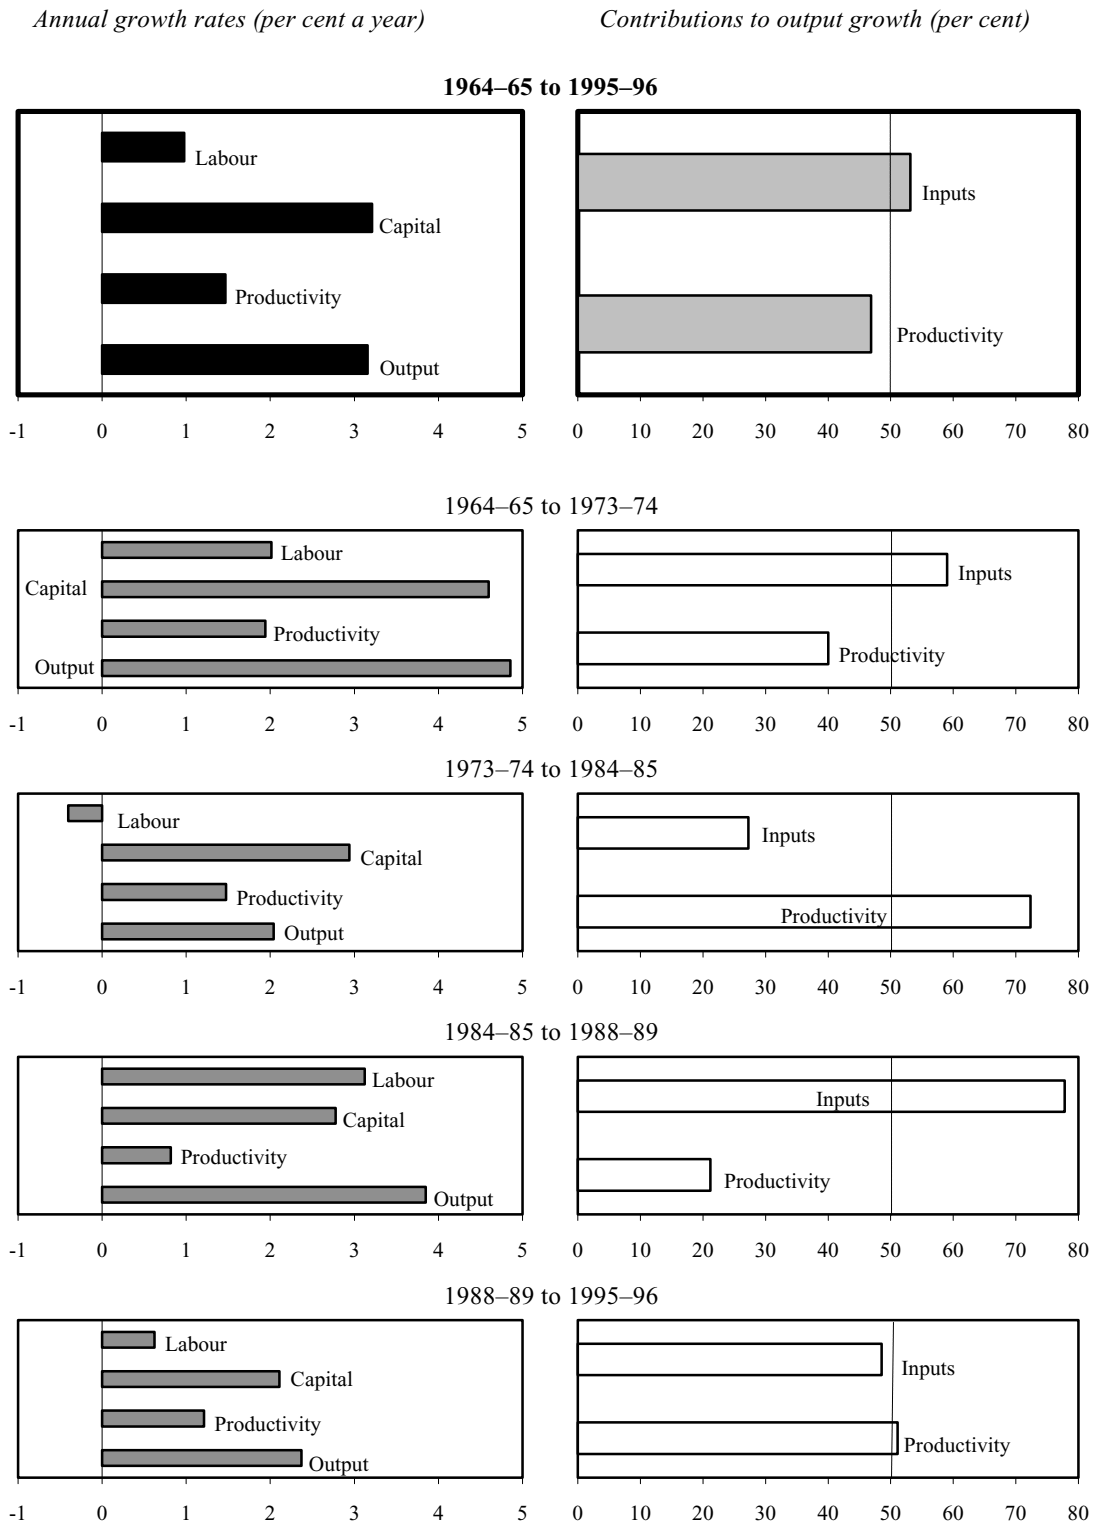 Annual growth rates (per cent a year)
Contributions to output growth (per cent)
1964–65 to 1995–96
Labour
Capital
Productivity
Output
-1 0 1 2 3 4 5
Inputs
Productivity
0 10 20 30 40 50 60 70 80
1964–65 to 1973–74
Labour
Capital
Productivity
Output
-1 0 1 2 3 4 5
Inputs
Productivity
0 10 20 30 40 50 60 70 80
1973–74 to 1984–85
Labour
Capital
Productivity
Output
-1 0 1 2 3 4 5
Inputs
Productivity
0 10 20 30 40 50 60 70 80
1984–85 to 1988–89
Labour
Capital
Productivity
Output
-1 0 1 2 3 4 5
Inputs
Productivity
0 10 20 30 40 50 60 70 80
1988–89 to 1995–96
Labour
Capital
Productivity
Output
-1 0 1 2 3 4 5
Inputs
Productivity
0 10 20 30 40 50 60 70 80